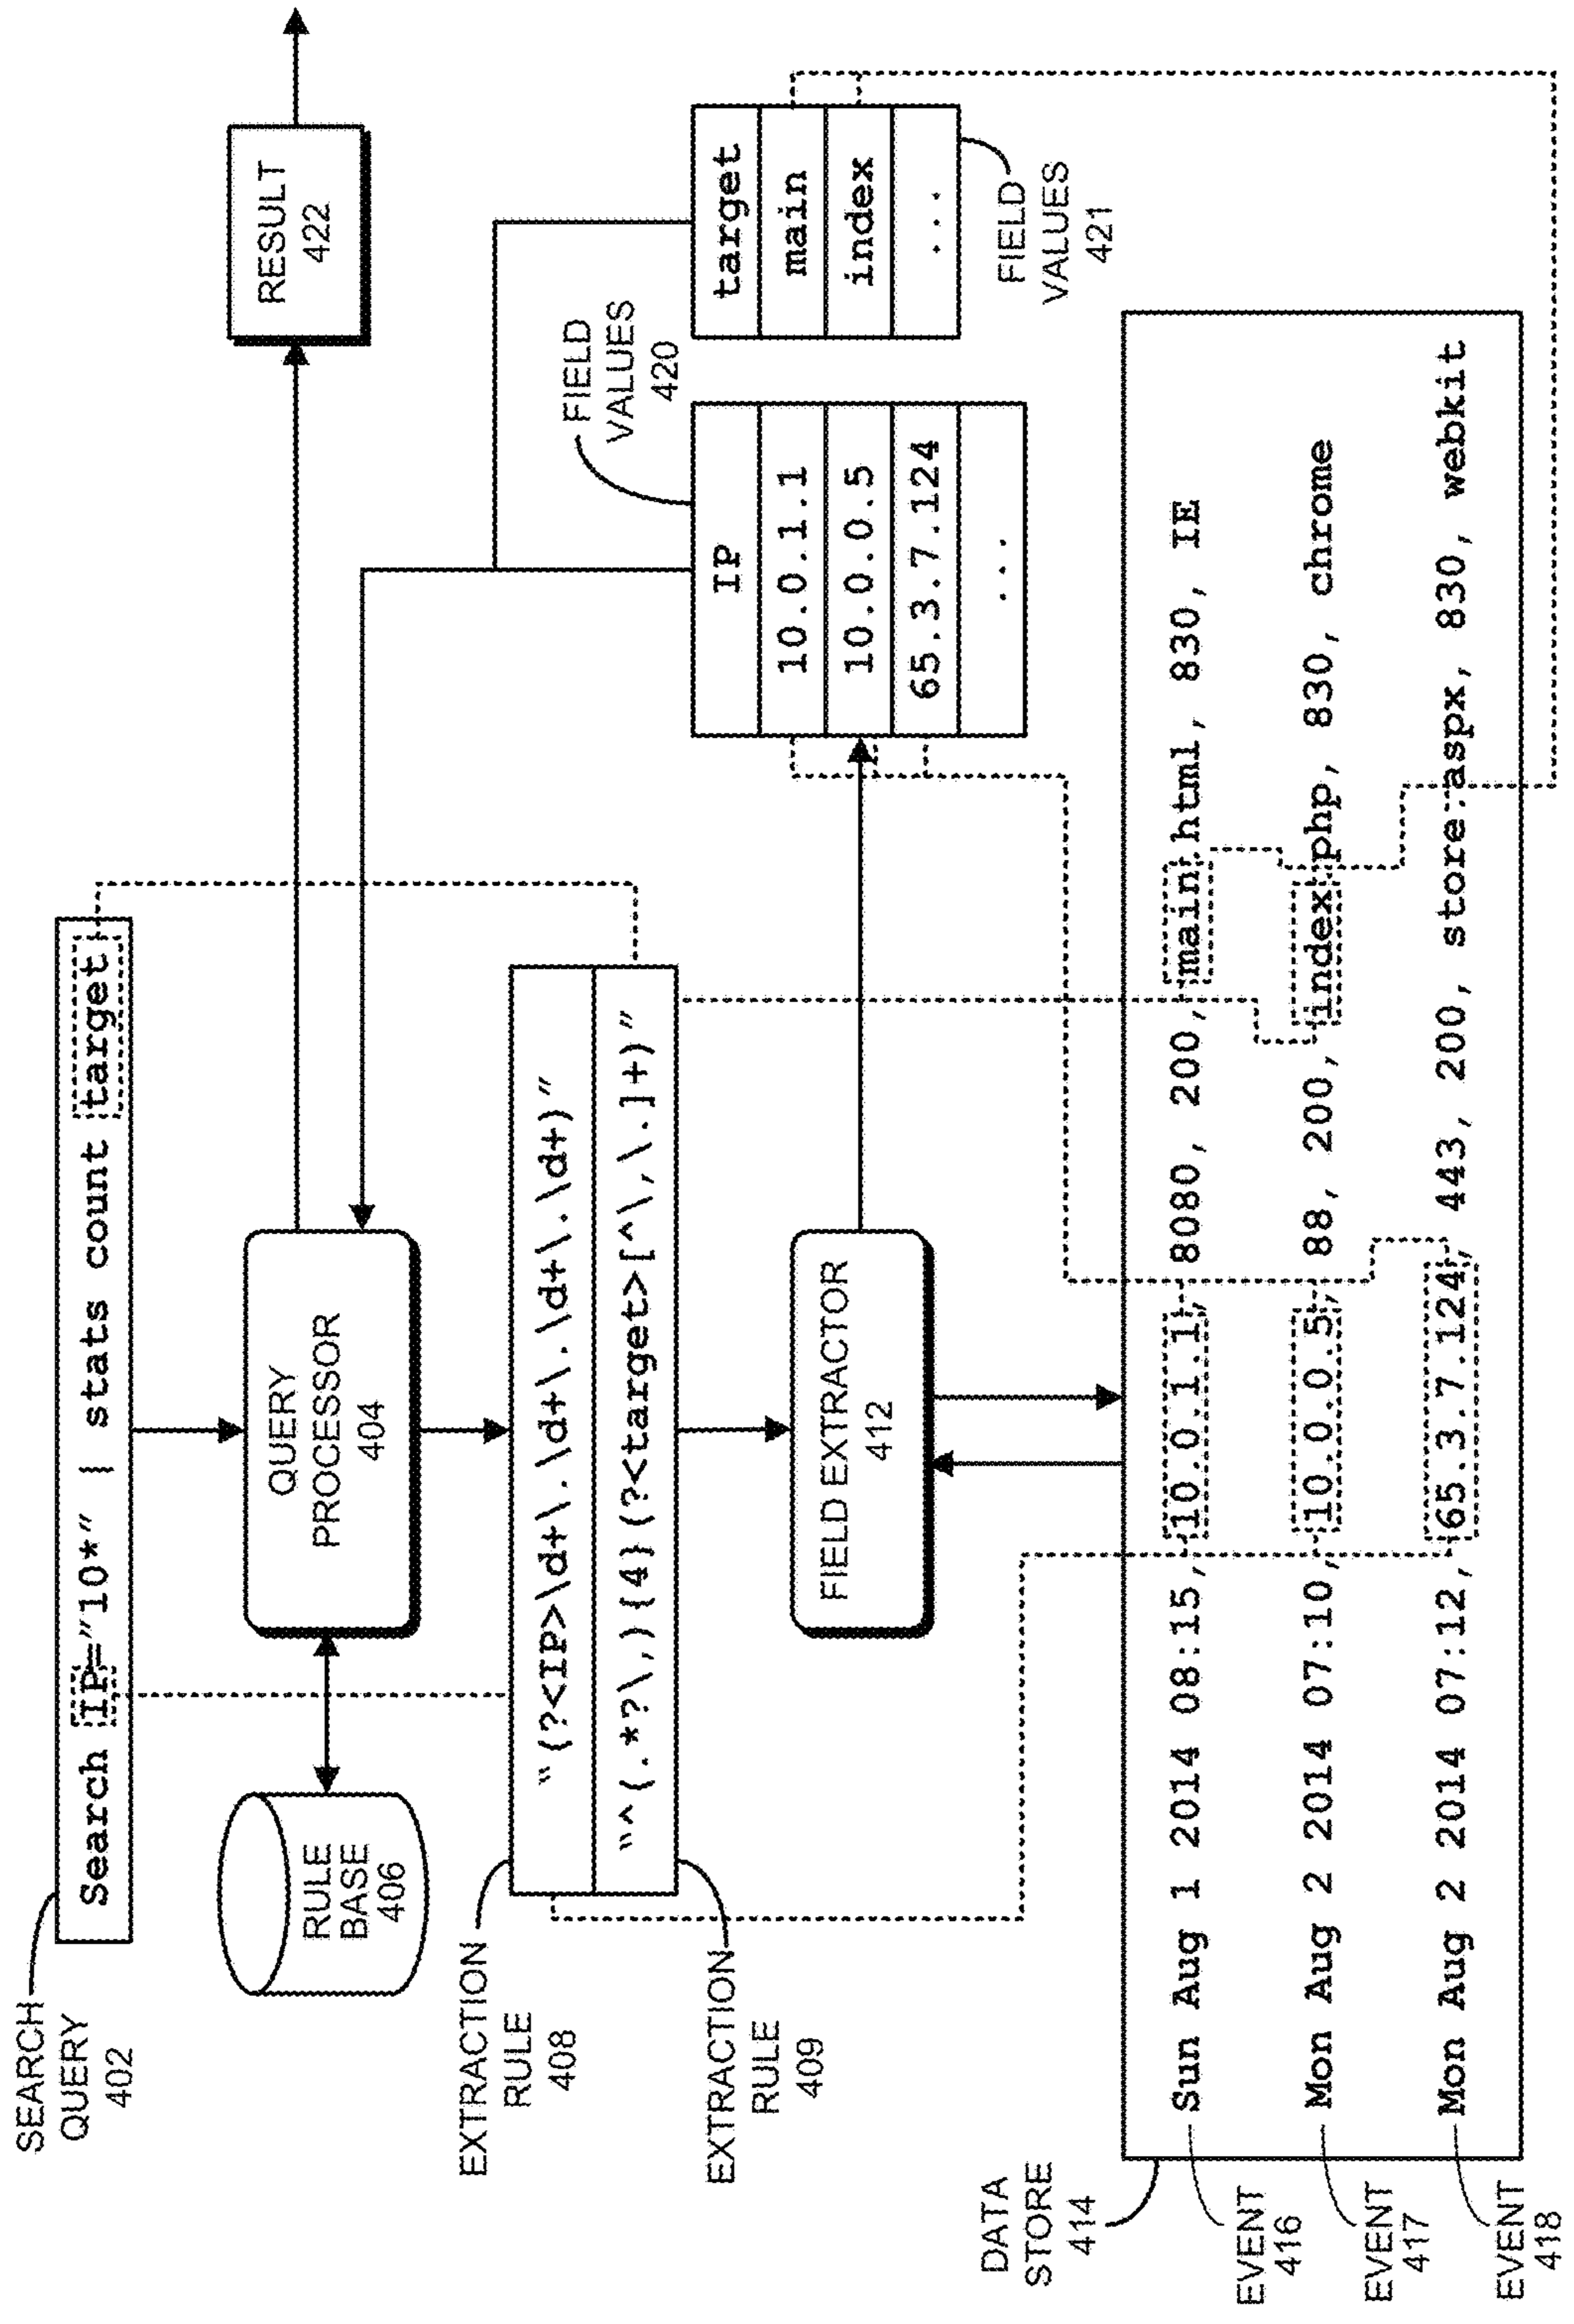 SEARCH
QUERY
402
Search IP="10*" | stats count target
RULE
BASE
406
QUERY
PROCESSOR
404
RESULT
422
EXTRACTION
RULE
408
"(?<IP>\d+\.\d+\.\d+\.\d+)"
"^(.*?\,){4}(?<target>[^\,\.]+)"
EXTRACTION
RULE
409
FIELD
VALUES
420
FIELD EXTRACTOR
412
IP
10.0.1.1
10.0.0.5
65.3.7.124
...
target
main
index
...
FIELD
VALUES
421
DATA
STORE
414
Sun Aug 1 2014 08:15, 10.0.1.1, 8080, 200, main.html, 830, IE
Mon Aug 2 2014 07:10, 10.0.0.5, 88, 200, index.php, 830, chrome
Mon Aug 2 2014 07:12, 65.3.7.124, 443, 200, store.aspx, 830, webkit
EVENT
416
EVENT
417
EVENT
418